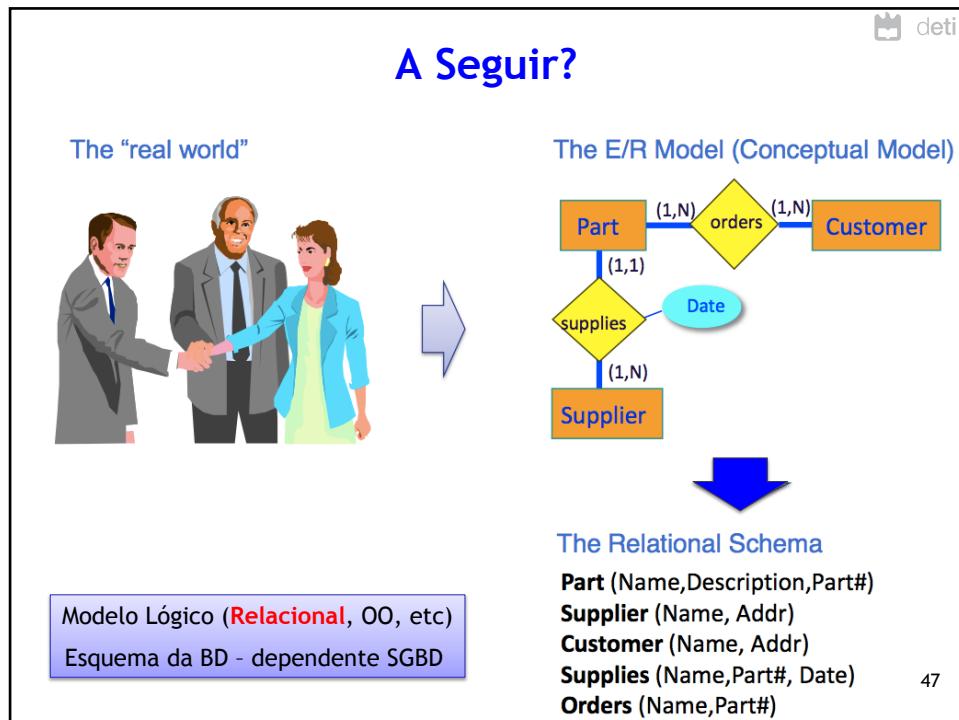 deti
A Seguir?
The “real world”
The E/R Model (Conceptual Model)
Part
(1,N)
orders
(1,N)
Customer
(1,1)
supplies
Date
(1,N)
Supplier
The Relational Schema
Part (Name,Description,Part#)
Supplier (Name, Addr)
Customer (Name, Addr)
Supplies (Name,Part#, Date)
Orders (Name,Part#)
Modelo Lógico (Relacional, OO, etc)
Esquema da BD – dependente SGBD
47